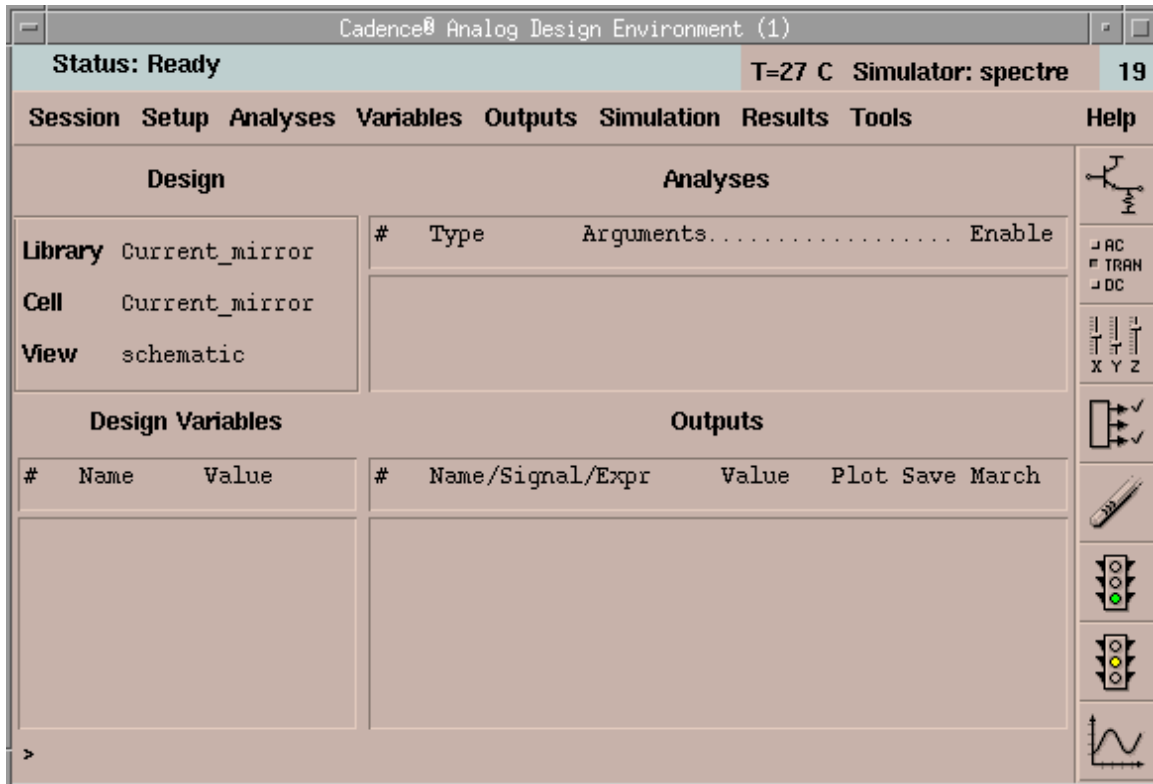 Cadence® Analog Design Environment (1)
Status: Ready
T=27 C Simulator: spectre 19
Session Setup Analyses Variables Outputs Simulation Results Tools Help
Design
Analyses
Library Current_mirror
Cell Current_mirror
View schematic
# Type Arguments................... Enable
AC
TRAN
DC
X Y Z
Design Variables
Outputs
# Name Value
# Name/Signal/Expr Value Plot Save March
>